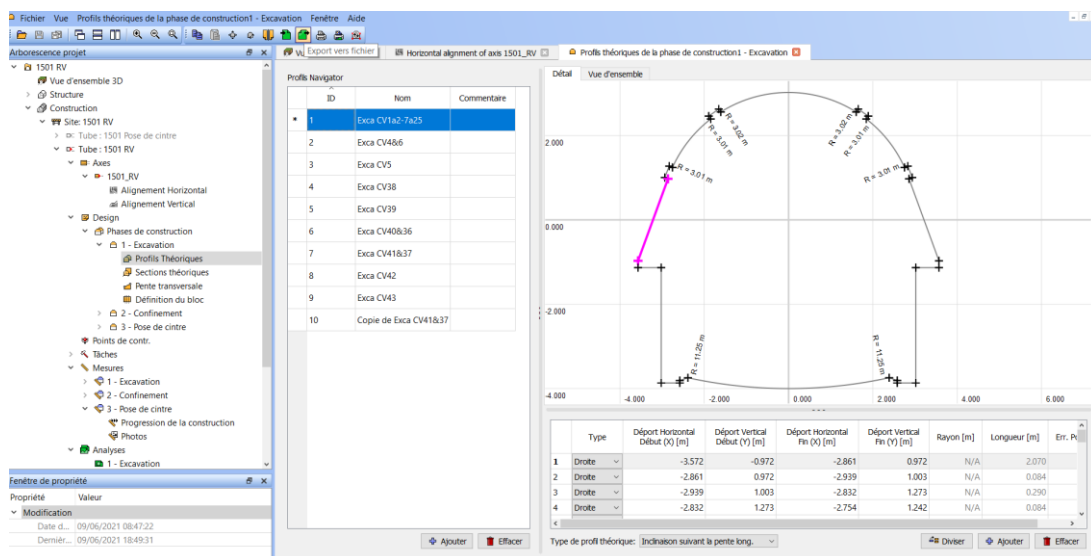 Fichier Vue Profils théoriques de la phase de construction1 - Excavation Fenêtre Aide
Arborescence projet
Export vers fichier
Horizontal alignment of axis 1501_RV
Profils théoriques de la phase de construction1 - Excavation
1501 RV
Vue d'ensemble 3D
Structure
Construction
Site: 1501 RV
Tube : 1501 Pose de cintre
Tube : 1501 RV
Axes
1501_RV
Alignement Horizontal
Alignement Vertical
Design
Phases de construction
1 - Excavation
Profils Théoriques
Sections théoriques
Pente transversale
Définition du bloc
2 - Confinement
3 - Pose de cintre
Points de contr.
Tâches
Mesures
1 - Excavation
2 - Confinement
3 - Pose de cintre
Progression de la construction
Photos
Analyses
1 - Excavation
Fenêtre de propriété
Propriété Valeur
Modification
Date d... 09/06/2021 08:47:22
Dernièr... 09/06/2021 18:49:31
Profils Navigator
ID Nom Commentaire
* 1 Exca CV1a2-7a25
2 Exca CV4&6
3 Exca CV5
4 Exca CV38
5 Exca CV39
6 Exca CV40&36
7 Exca CV41&37
8 Exca CV42
9 Exca CV43
10 Copie de Exca CV41&37
Ajouter Effacer
Détail Vue d'ensemble
R = 3.02 m
R = 3.01 m
R = 3.02 m
R = 3.01 m
R = 3.01 m
R = 3.01 m
R = 11.25 m
R = 11.25 m
2.000
0.000
-2.000
-4.000
-4.000 -2.000 0.000 2.000 4.000 6.000
Type Déport Horizontal Début (X) [m] Déport Vertical Début (Y) [m] Déport Horizontal Fin (X) [m] Déport Vertical Fin (Y) [m] Rayon [m] Longueur [m] Err. Po
1 Droite -3.572 -0.972 -2.861 0.972 N/A 2.070
2 Droite -2.861 0.972 -2.939 1.003 N/A 0.084
3 Droite -2.939 1.003 -2.832 1.273 N/A 0.290
4 Droite -2.832 1.273 -2.754 1.242 N/A 0.084
Type de profil théorique: Inclinaison suivant la pente long. Diviser Ajouter Effacer